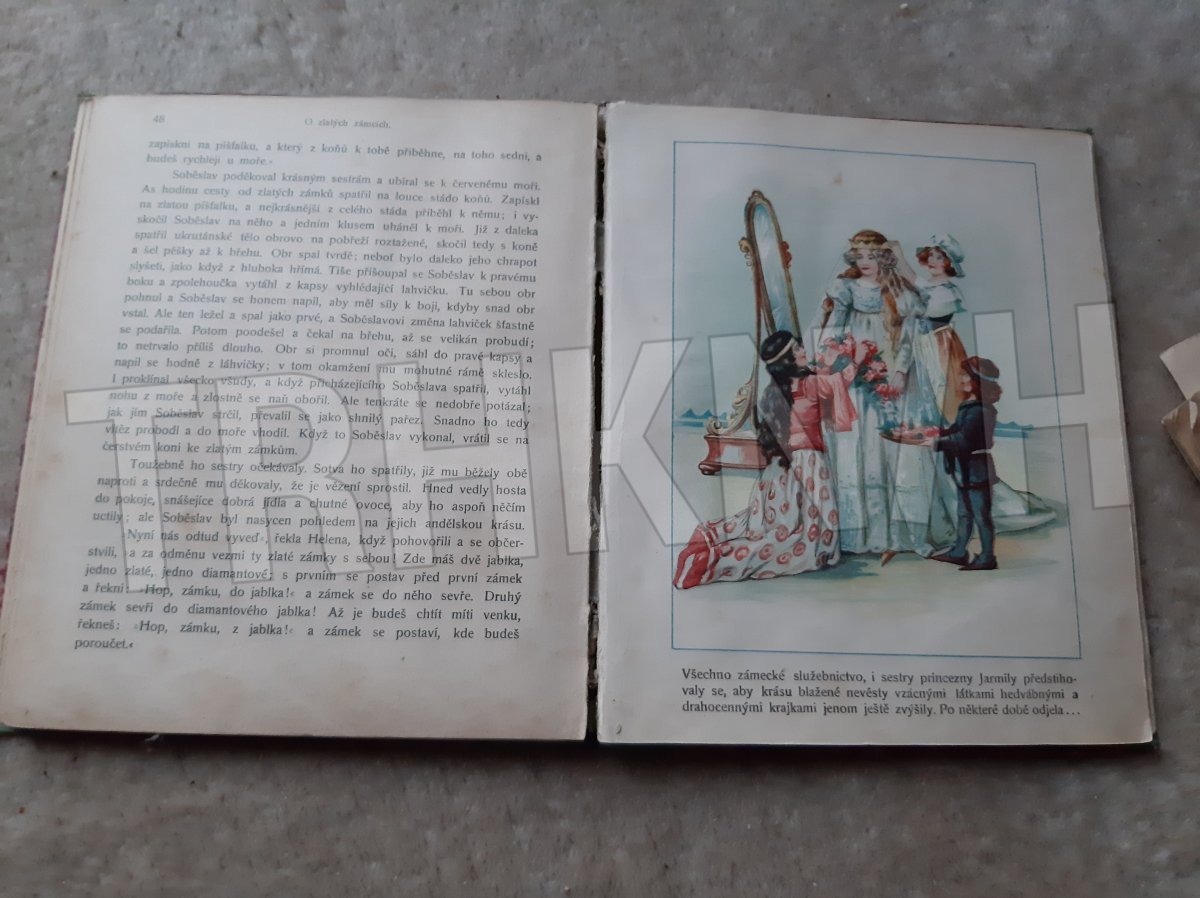 48
O zlatých zámcích.
zapískni na píšťalku, a který z koňů k tobě přiběhne, na toho sedni, a
budeš rychleji u moře.«
Soběslav poděkoval krásným sestrám a ubíral se k červenému moři.
As hodinu cesty od zlatých zámků spatřil na louce stádo koňů. Zapískl
na zlatou píšťalku, a nejkrásnější z celého stáda přiběhl k němu; i vy-
skočil Soběslav na něho a jedním klusem uháněl k moři. Již z daleka
spatřil ukrutánské tělo obrovo na pobřeží roztažené, skočil tedy s koně
a šel pěšky až k břehu. Obr spal tvrdě; neboť bylo daleko jeho chrapot
slyšeti, jako když z hluboka hřímá. Tiše přišoupal se Soběslav k pravému
boku a zpolehoučka vytáhl z kapsy vyhlédající lahvičku. Tu sebou obr
pohnul a Soběslav se honem napil, aby měl síly k boji, kdyby snad obr
vstal. Ale ten ležel a spal jako prvé, a Soběslavovi změna lahviček šťastně
se podařila. Potom poodešel a čekal na břehu, až se velikán probudí;
to netrvalo příliš dlouho. Obr si promnul oči, sáhl do pravé kapsy a
napil se hodně z láhvičky; v tom okamžení mu mohutné rámě skleslo.
I proklínal všecko všudy, a když přicházejícího Soběslava spatřil, vytáhl
nohu z moře a zlostně se naň obořil. Ale tenkráte se nedobře potázal;
jak jím Soběslav strčil, převalil se jako shnilý pařez. Snadno ho tedy
vítěz probodl a do moře vhodil. Když to Soběslav vykonal, vrátil se na
čerstvém koni ke zlatým zámkům.
Toužebně ho sestry očekávaly. Sotva ho spatřily, již mu běžely obě
naproti a srdečně mu děkovaly, že je vězení sprostil. Hned vedly hosta
do pokoje, snášejíce dobrá jídla a chutné ovoce, aby ho aspoň něčím
uctily; ale Soběslav byl nasycen pohledem na jejich andělskou krásu.
»Nyní nás odtud vyveď«, řekla Helena, když pohovořili a se občer-
stvili, »a za odměnu vezmi ty zlaté zámky s sebou! Zde máš dvě jablka,
jedno zlaté, jedno diamantové; s prvním se postav před první zámek
a řekni: »Hop, zámku, do jablka!« a zámek se do něho sevře. Druhý
zámek sevři do diamantového jablka! Až je budeš chtít míti venku,
řekneš: »Hop, zámku, z jablka!« a zámek se postaví, kde budeš
poroučet.«
Všechno zámecké služebnictvo, i sestry princezny Jarmily předstiho-
valy se, aby krásu blažené nevěsty vzácnými látkami hedvábnými a
drahocennými krajkami jenom ještě zvýšily. Po některé době odjela...
TRHKNIH